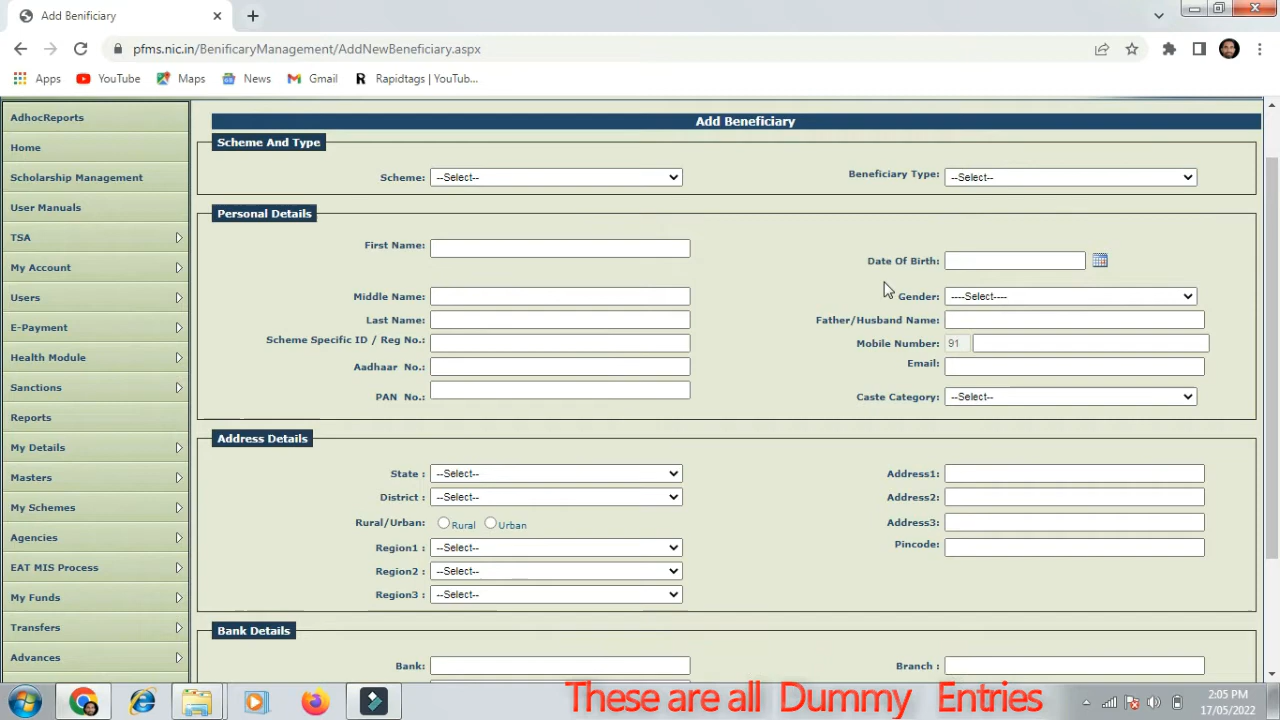 Add Benificiary
pfms.nic.in/BenificaryManagement/AddNewBeneficiary.aspx
Apps YouTube Maps News Gmail R Rapidtags | YouTub...
AdhocReports
Home
Scholarship Management
User Manuals
TSA
My Account
Users
E-Payment
Health Module
Sanctions
Reports
My Details
Masters
My Schemes
Agencies
EAT MIS Process
My Funds
Transfers
Advances
Add Beneficiary
Scheme And Type
Scheme: --Select-- Beneficiary Type: --Select--
Personal Details
First Name:
Date Of Birth:
Middle Name: Gender: ----Select----
Last Name: Father/Husband Name:
Scheme Specific ID / Reg No.: Mobile Number: 91
Aadhaar No.: Email:
PAN No.: Caste Category: --Select--
Address Details
State : --Select-- Address1:
District : --Select-- Address2:
Rural/Urban: Rural Urban Address3:
Region1 : --Select-- Pincode:
Region2 : --Select--
Region3 : --Select--
Bank Details
Bank: Branch :
These are all Dummy Entries
2:05 PM
17/05/2022